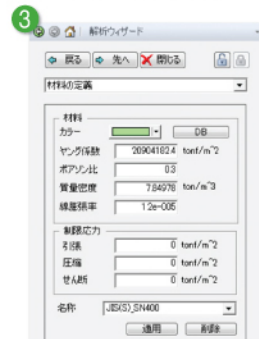 3
解析ウィザード
戻る 先へ 閉じる
材料の定義
材料
カラー DB
ヤング係数 20904182.4 tonf/m^2
ポアソン比 0.3
質量密度 7.84978 ton/m^3
線膨張率 1.2e-005
制限応力
引張 0 tonf/m^2
圧縮 0 tonf/m^2
せん断 0 tonf/m^2
名称 JIS(S)_SN400
適用 削除